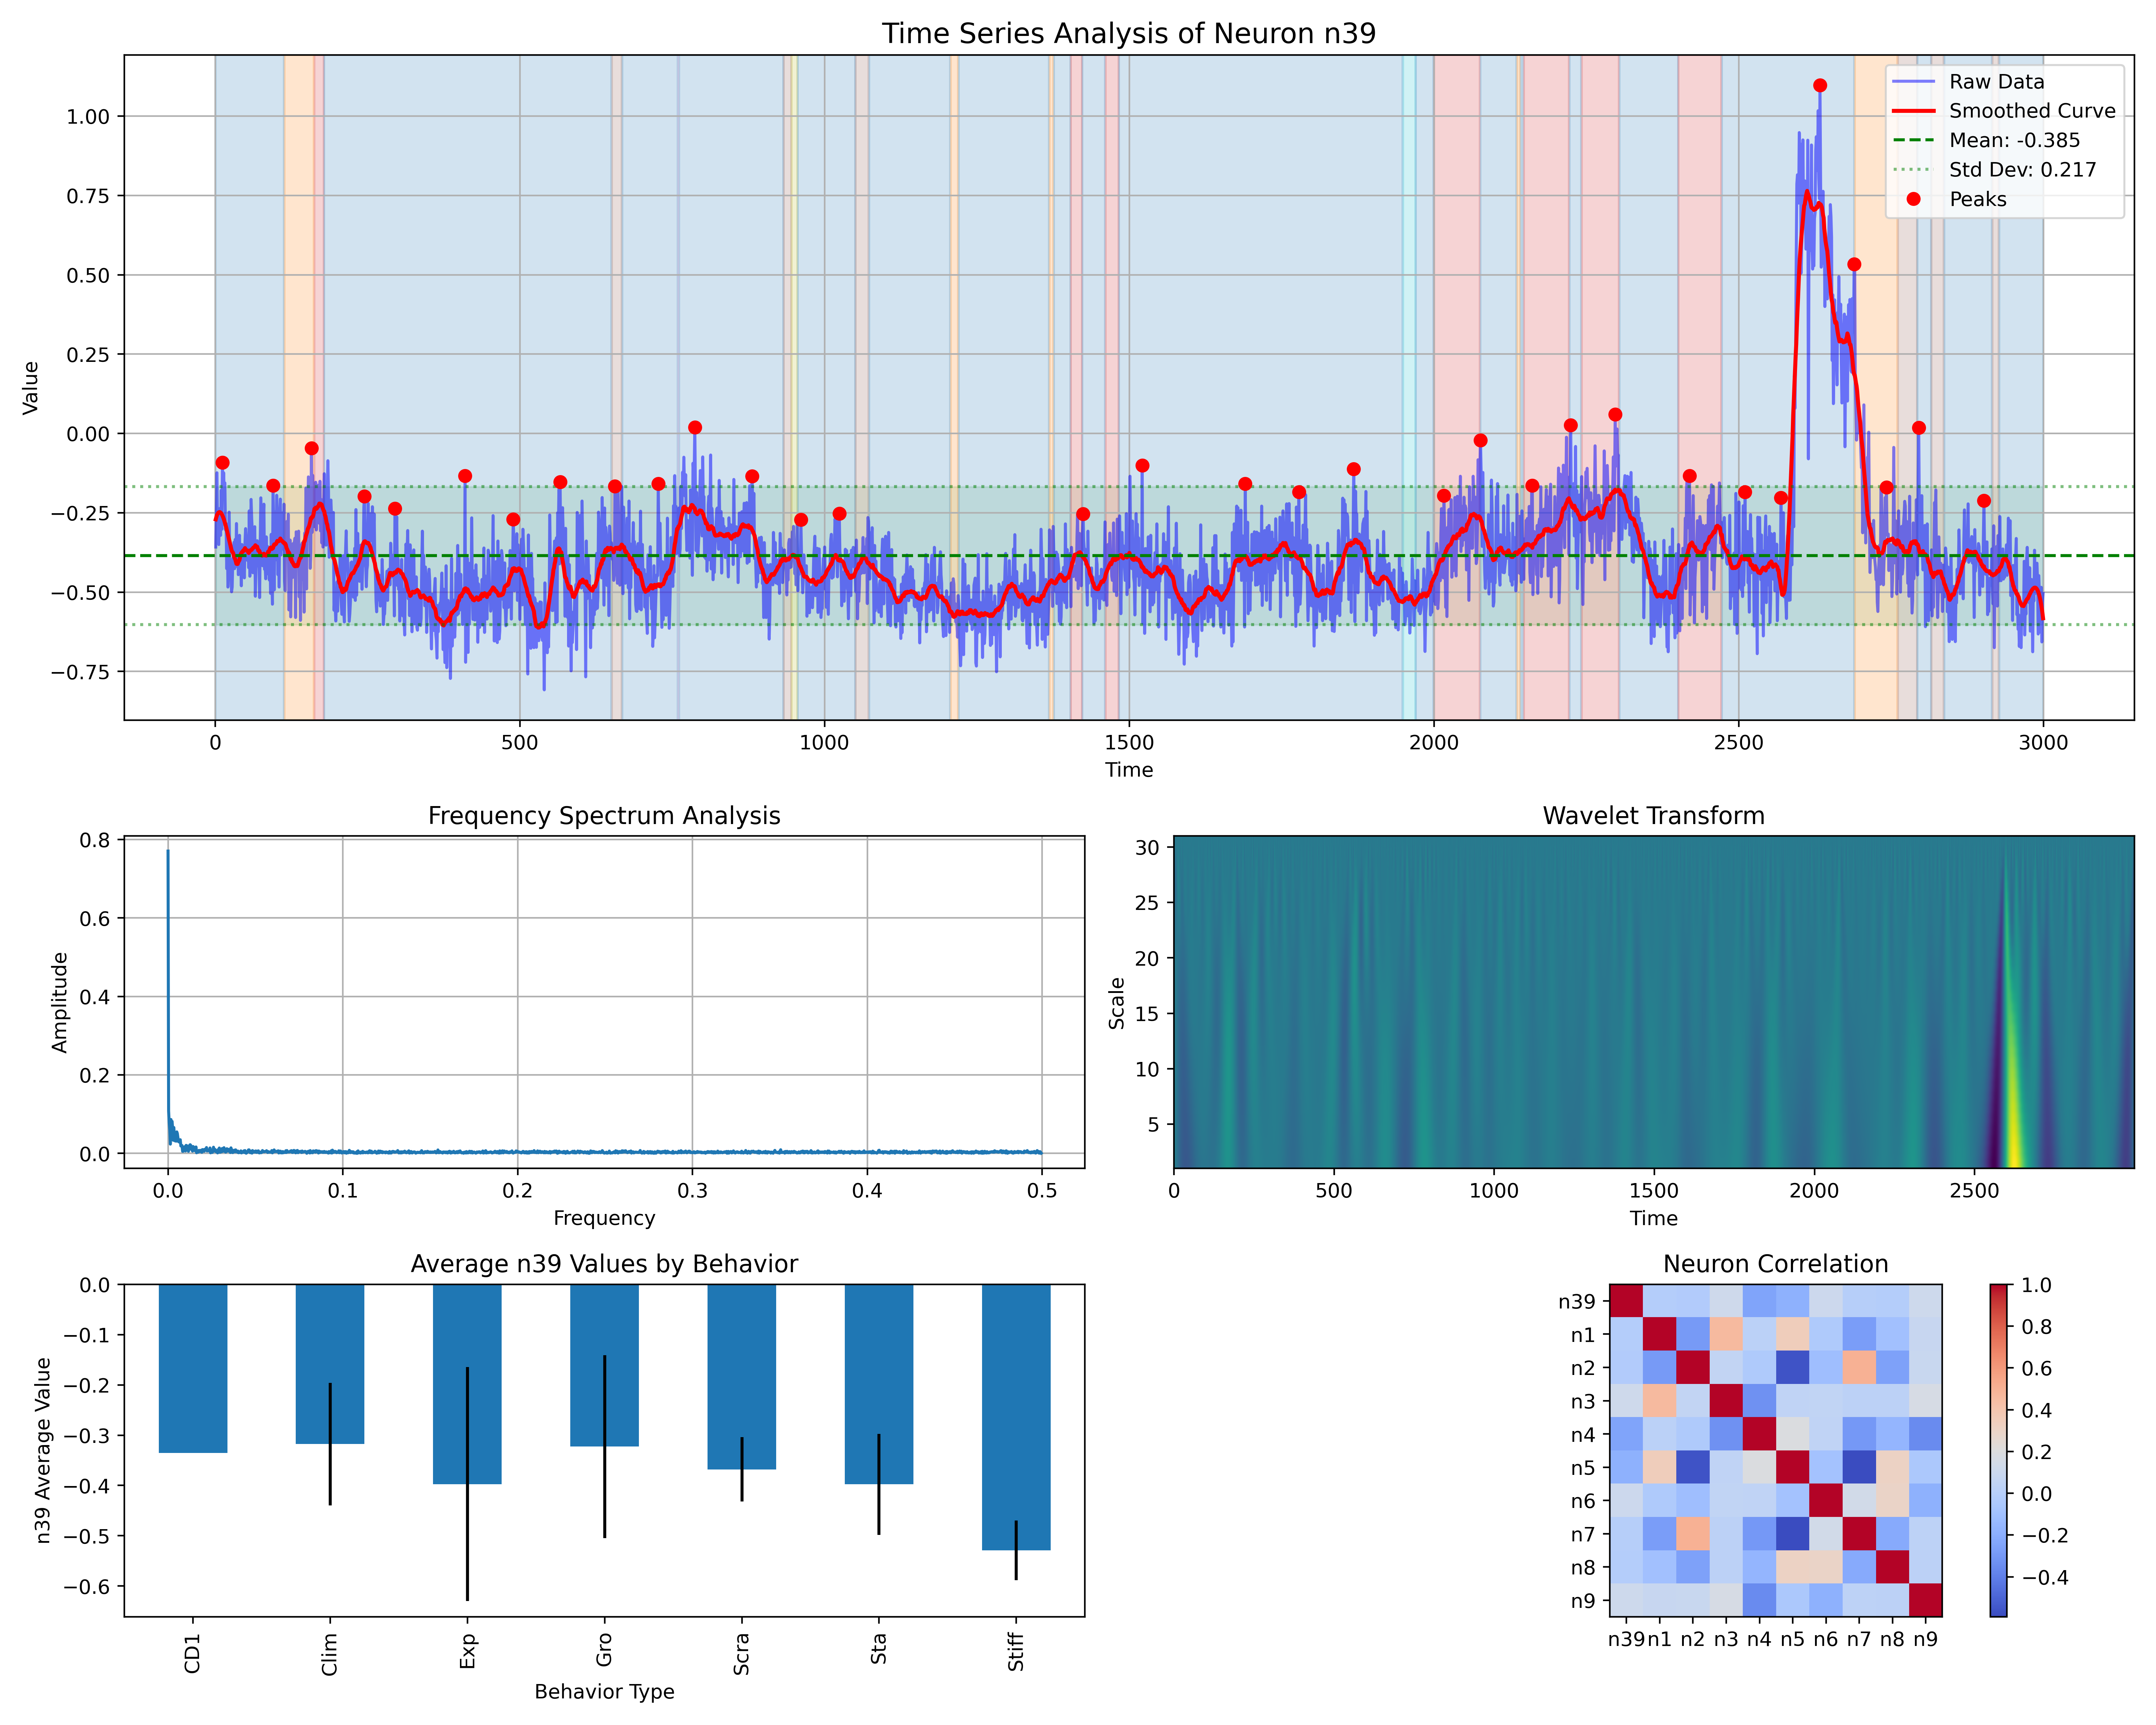 Time Series Analysis of Neuron n39
Raw Data
Smoothed Curve
Mean: -0.385
Std Dev: 0.217
Peaks
1.00
0.75
0.50
0.25
0.00
−0.25
−0.50
−0.75
Value
0 500 1000 1500 2000 2500 3000
Time
Frequency Spectrum Analysis
0.8
0.6
0.4
0.2
0.0
Amplitude
0.0 0.1 0.2 0.3 0.4 0.5
Frequency
Wavelet Transform
30
25
20
15
10
5
Scale
0 500 1000 1500 2000 2500
Time
Average n39 Values by Behavior
0.0
−0.1
−0.2
−0.3
−0.4
−0.5
−0.6
n39 Average Value
CD1 Clim Exp Gro Scra Sta Stiff
Behavior Type
Neuron Correlation
n39
n1
n2
n3
n4
n5
n6
n7
n8
n9
n39 n1 n2 n3 n4 n5 n6 n7 n8 n9
1.0
0.8
0.6
0.4
0.2
0.0
−0.2
−0.4